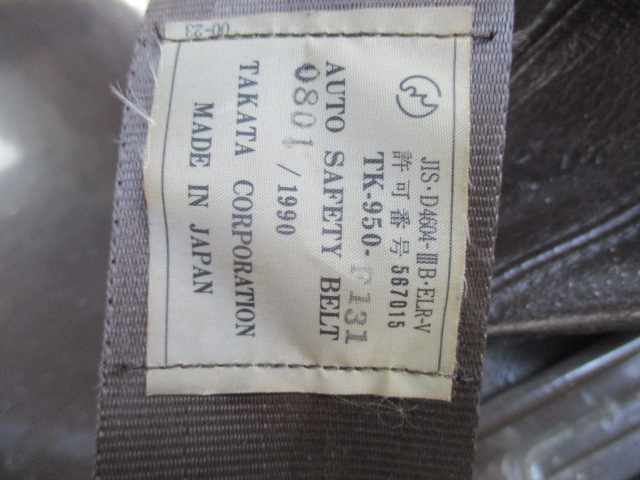 JIS・D4604-ⅢB・ELR-V
許可番号 567015
TK-950-F131
AUTO SAFETY BELT
0801 /1990
TAKATA CORPORATION
MADE IN JAPAN
00-23